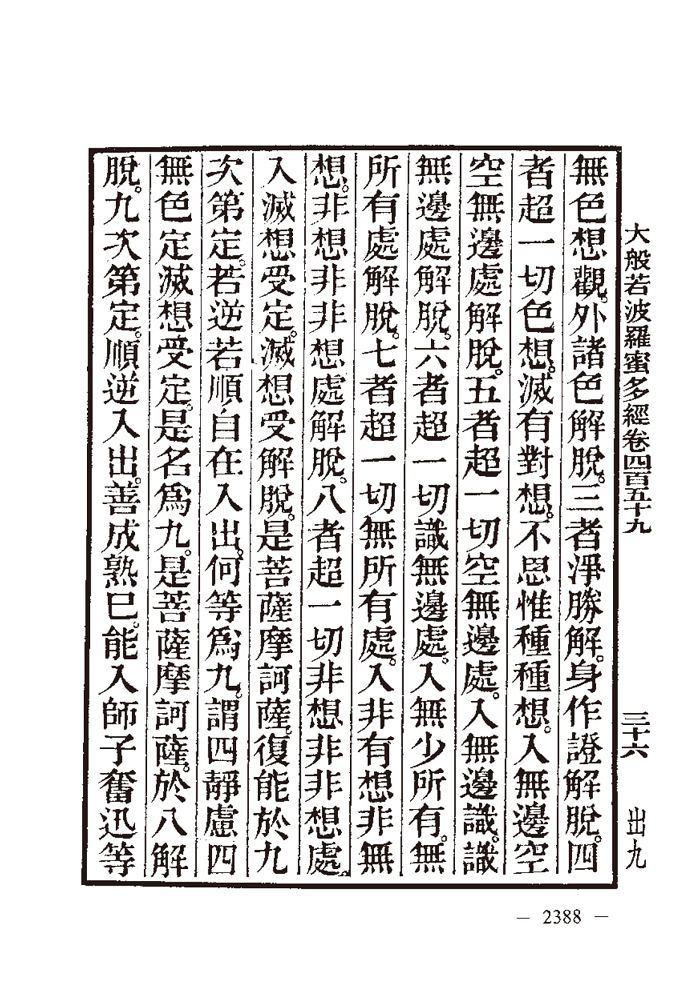 大般若波羅蜜多經卷四百五十九　三十六　出九
無色想觀。外諸色解脫。三者淨勝解。身作證解脫。四
者超一切色想。滅有對想。不思惟種種想。入無邊空
空無邊處解脫。五者超一切空無邊處。入無邊識。識
無邊處解脫。六者超一切識無邊處。入無少所有。無
所有處解脫。七者超一切無所有處。入非有想非無
想。非想非非想處解脫。八者超一切非想非非想處。
入滅想受定。滅想受解脫。是菩薩摩訶薩。復能於九
次第定。若逆若順自在入出。何等爲九。謂四靜慮四
無色定滅想受定。是名爲九。是菩薩摩訶薩。於八解
脫。九次第定。順逆入出。善成熟已。能入師子奮迅等
— 2388 —